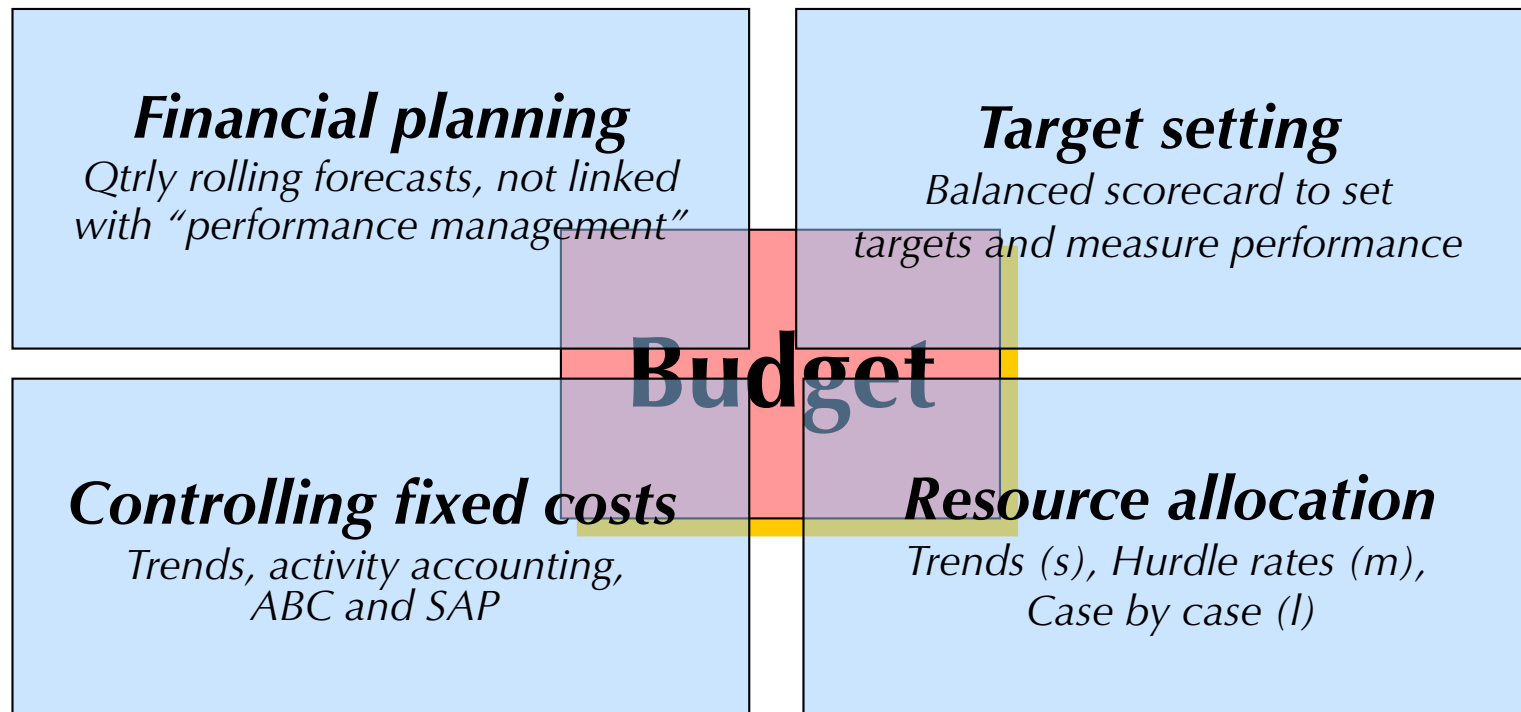 Financial planning
Qtrly rolling forecasts, not linked
with “performance management”
Target setting
Balanced scorecard to set
targets and measure performance
Budget
Controlling fixed costs
Trends, activity accounting,
ABC and SAP
Resource allocation
Trends (s), Hurdle rates (m),
Case by case (l)